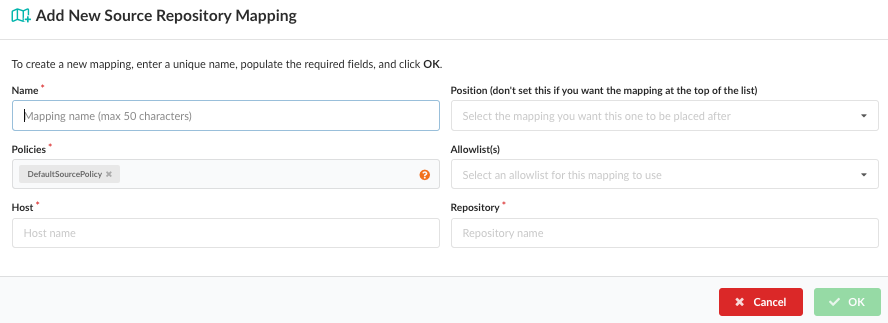 Add New Source Repository Mapping
To create a new mapping, enter a unique name, populate the required fields, and click OK.
Name *
Position (don't set this if you want the mapping at the top of the list)
Mapping name (max 50 characters)
Select the mapping you want this one to be placed after
Policies *
Allowlist(s)
DefaultSourcePolicy ×
?
Select an allowlist for this mapping to use
Host *
Repository *
Host name
Repository name
Cancel
OK